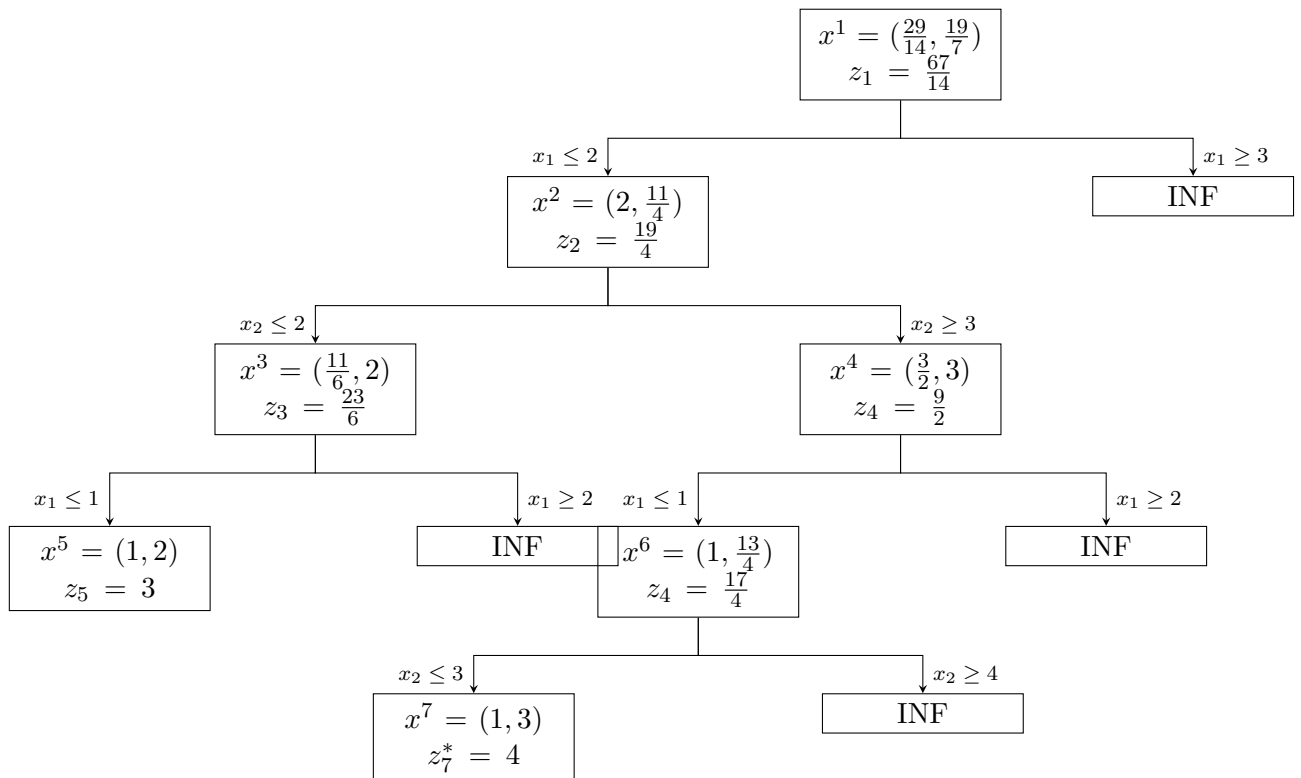 x^1 = (29/14, 19/7)
z_1 = 67/14
x_1 ≤ 2
x_1 ≥ 3
x^2 = (2, 11/4)
z_2 = 19/4
INF
x_2 ≤ 2
x_2 ≥ 3
x^3 = (11/6, 2)
z_3 = 23/6
x^4 = (3/2, 3)
z_4 = 9/2
x_1 ≤ 1
x_1 ≥ 2
x_1 ≤ 1
x_1 ≥ 2
x^5 = (1, 2)
z_5 = 3
INF
x^6 = (1, 13/4)
z_4 = 17/4
INF
x_2 ≤ 3
x_2 ≥ 4
x^7 = (1, 3)
z_7^* = 4
INF